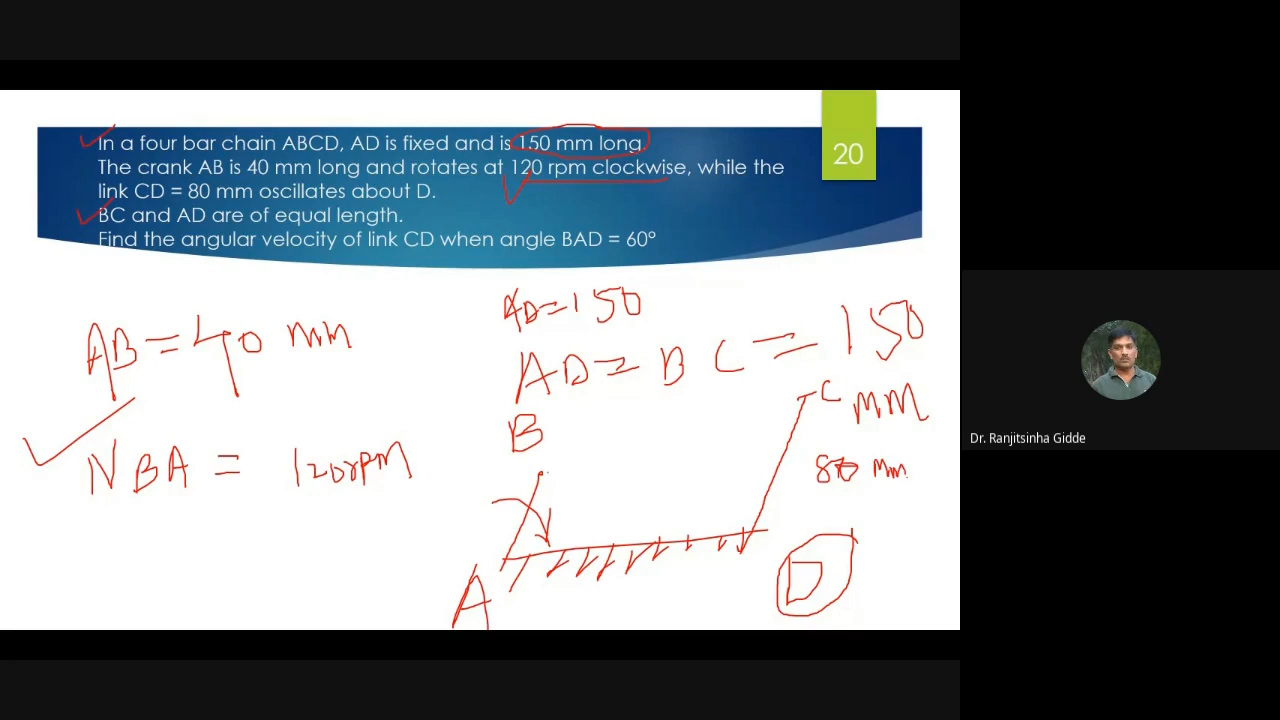 In a four bar chain ABCD, AD is fixed and is 150 mm long.
The crank AB is 40 mm long and rotates at 120 rpm clockwise, while the
link CD = 80 mm oscillates about D.
BC and AD are of equal length.
Find the angular velocity of link CD when angle BAD = 60°
20
AD=150
AB = 40 mm
AD = BC = 150
mm
C
B
NBA = 120rpm
80 mm
A
D
Dr. Ranjitsinha Gidde